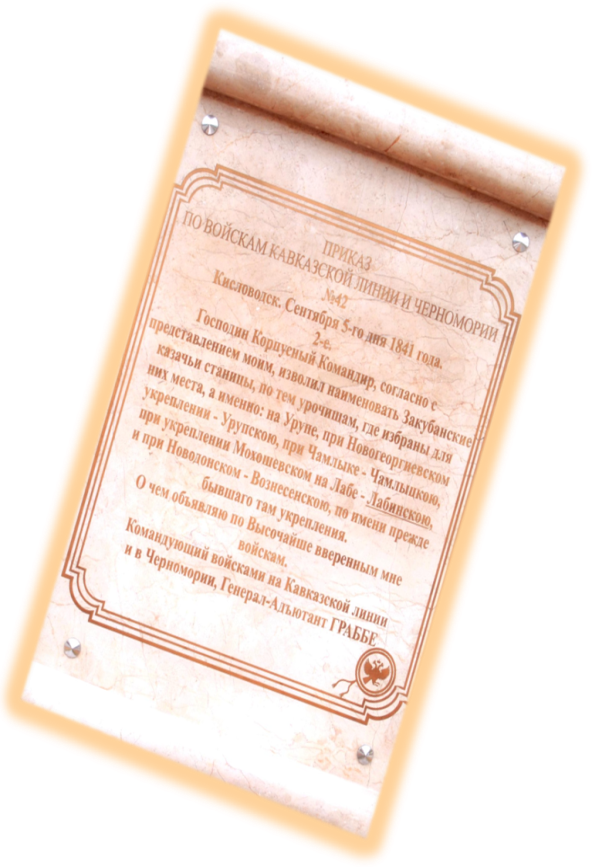 ПРИКАЗ
ПО ВОЙСКАМ КАВКАЗСКОЙ ЛИНИИ И ЧЕРНОМОРИИ
№42
Кисловодск. Сентября 5-го дня 1841 года.
2-е.
Господин Корпусный Командир, согласно с
представлением моим, изволил наименовать Закубанские
казачьи станицы, по тем урочищам, где избраны для
них места, а именно: на Урупе, при Новогеоргиевском
укреплении - Урупскою, при Чамлыке - Чамлыцкою,
при укреплении Мохошевском на Лабе - Лабинскою,
и при Новодонском - Вознесенскою, по имени прежде
бывшаго там укрепления.
О чем объявляю по Высочайше вверенным мне
войскам.
Командующий войсками на Кавказской линии
и в Черномории, Генерал-Адъютант ГРАББЕ